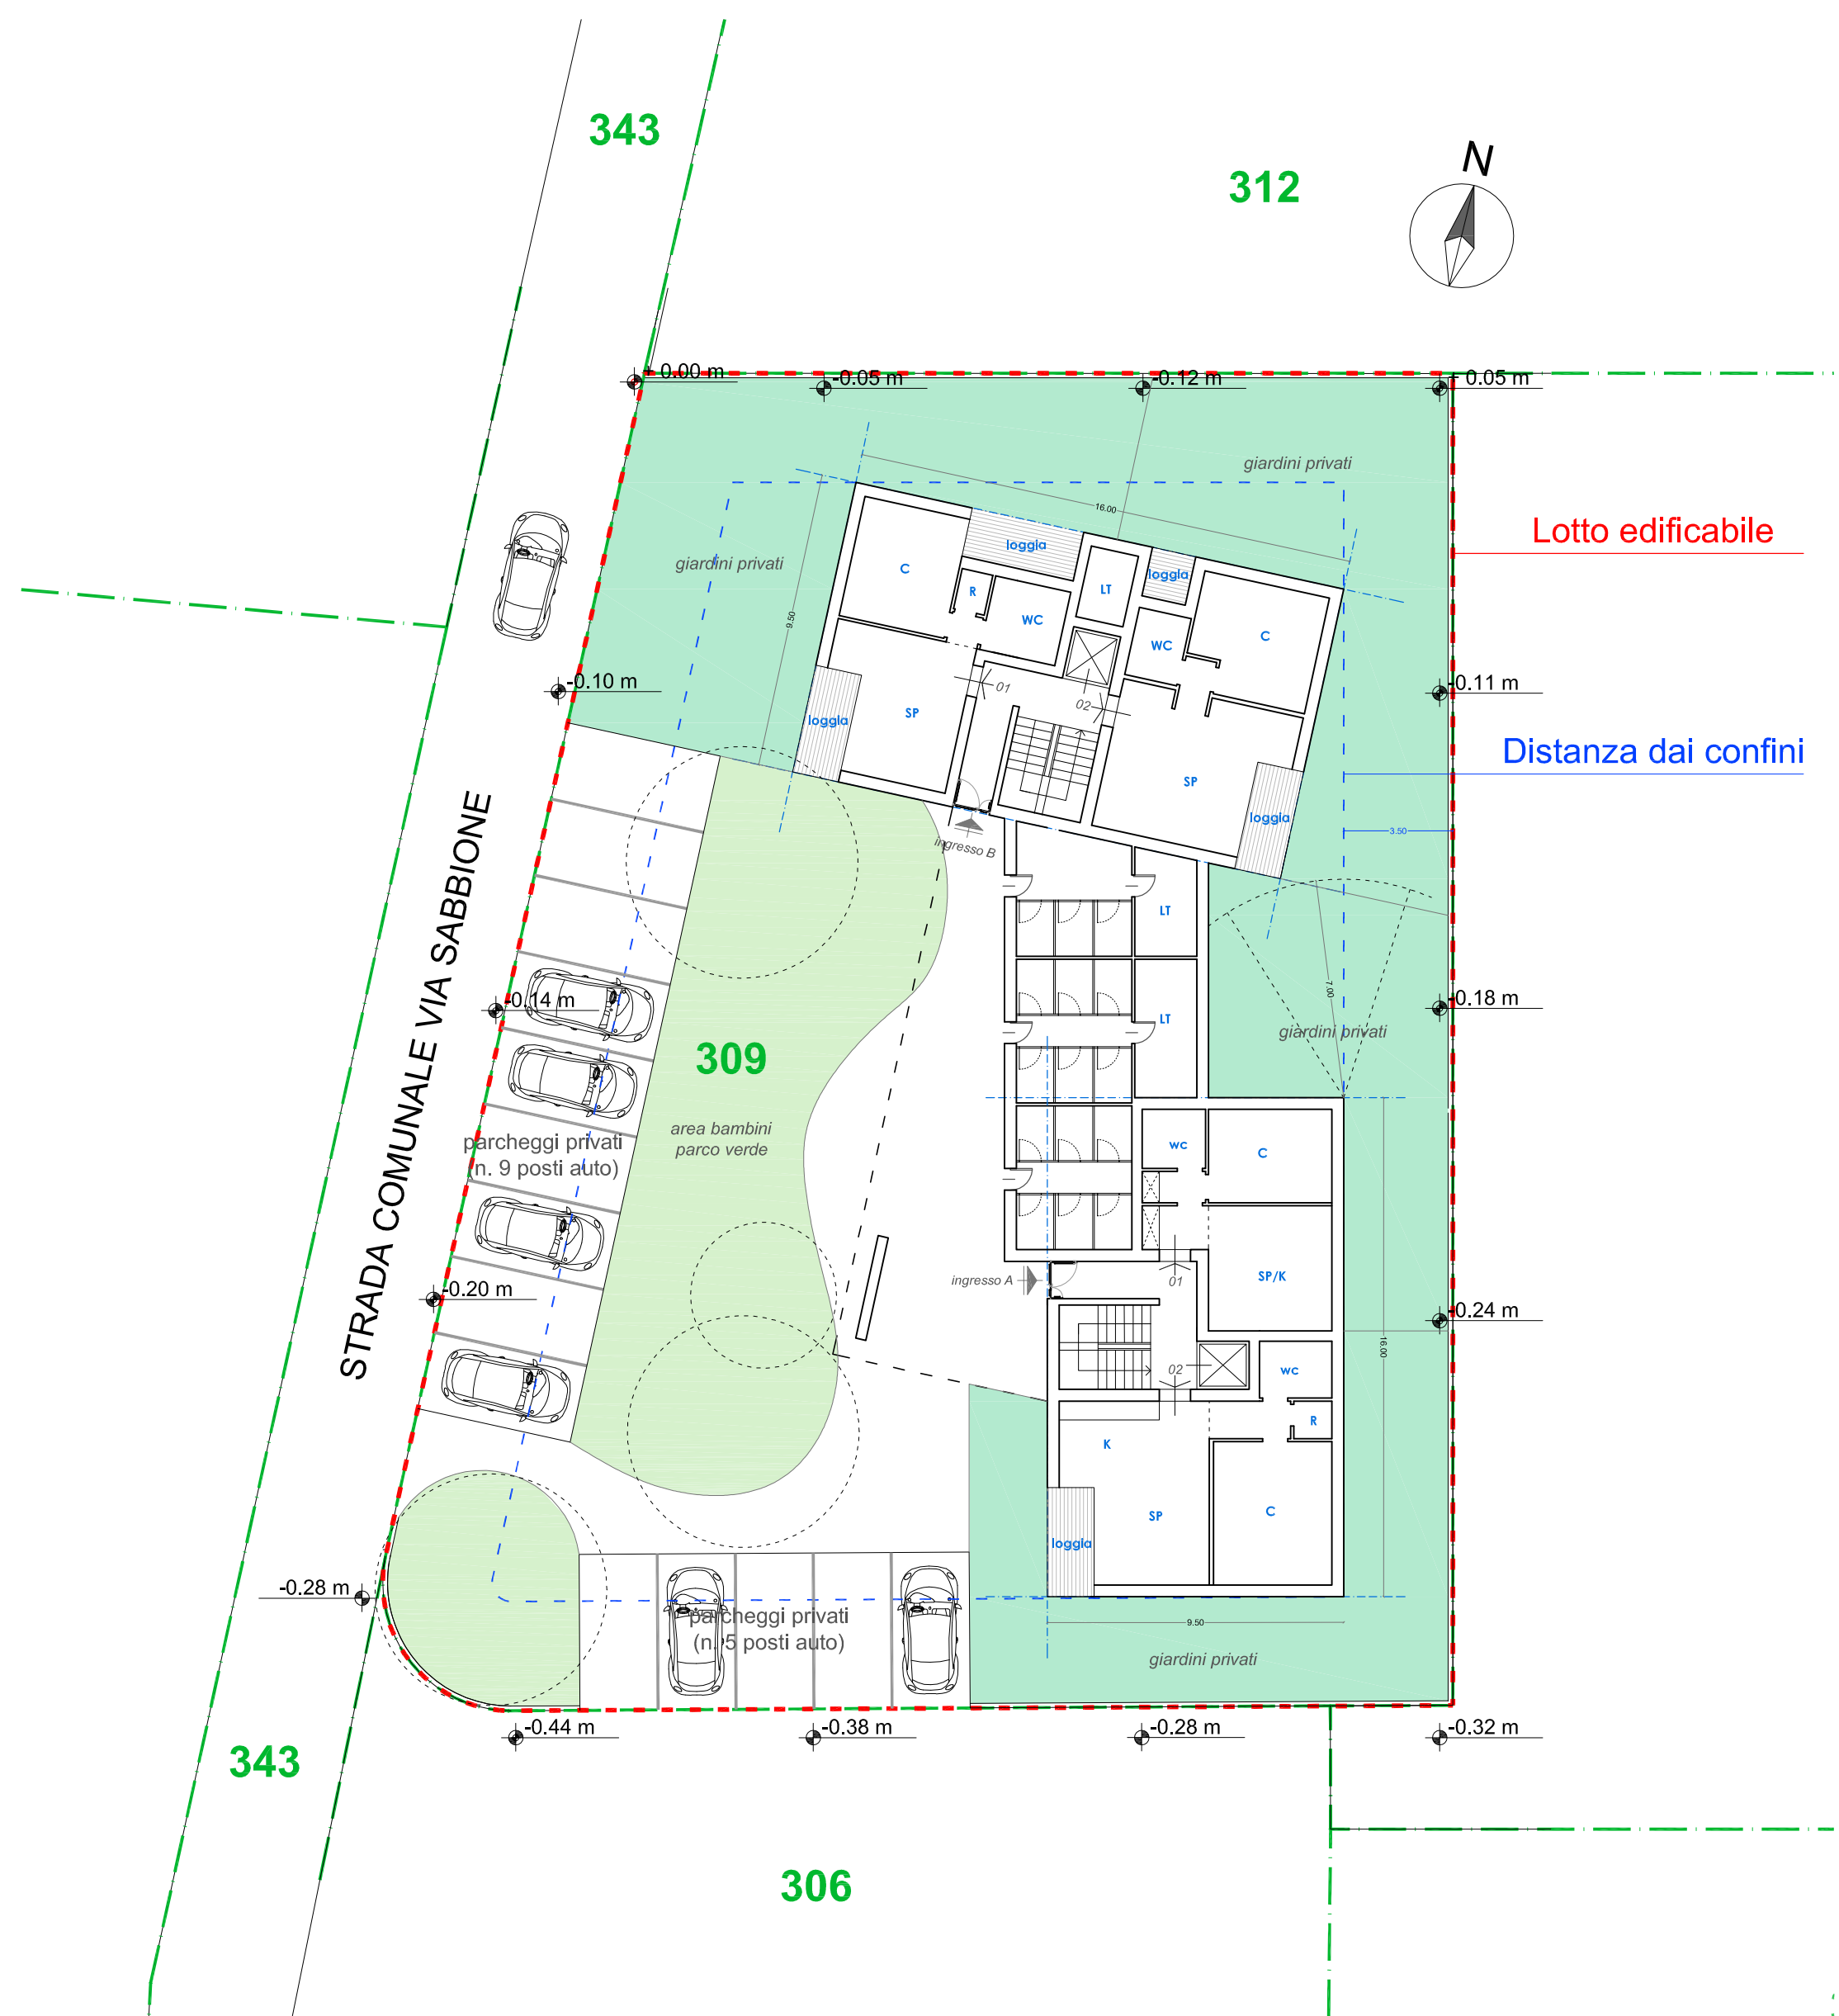 343
312
N
+ 0.00 m
-0.05 m
-0.12 m
+ 0.05 m
giardini privati
16.00
Lotto edificabile
loggia
giardini privati
C
loggia
R
LT
WC
C
WC
9.50
-0.10 m
01
-0.11 m
02
SP
loggia
Distanza dai confini
SP
loggia
3.50
ingresso B
STRADA COMUNALE VIA SABBIONE
LT
7.00
-0.14 m
-0.18 m
LT
giardini privati
309
area bambini
parco verde
parcheggi privati
(n. 9 posti auto)
wc
C
ingresso A
01
SP/K
-0.20 m
-0.24 m
16.00
02
wc
R
K
C
SP
loggia
-0.28 m
parcheggi privati
(n. 5 posti auto)
9.50
giardini privati
-0.44 m
-0.38 m
-0.28 m
-0.32 m
343
306